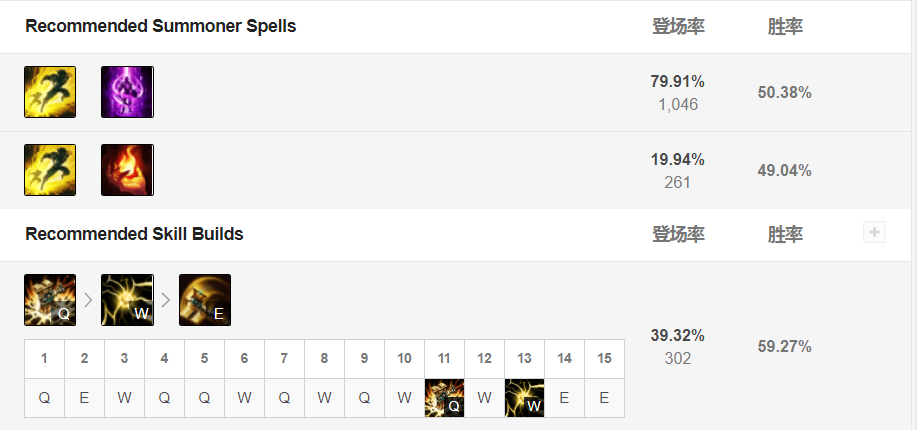 Recommended Summoner Spells 登场率 胜率
79.91%
1,046
50.38%
19.94%
261
49.04%
Recommended Skill Builds 登场率 胜率
Q W E
39.32%
302
59.27%
1 2 3 4 5 6 7 8 9 10 11 12 13 14 15
Q E W Q Q W Q W Q W Q W W E E